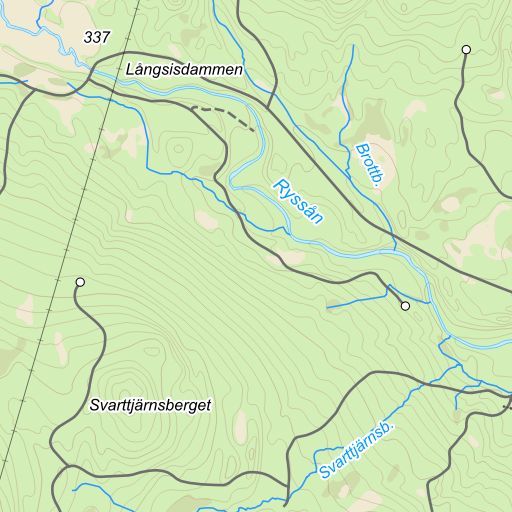 337
Långsisdammen
Brottb.
Ryssån
Svarttjärnsberget
Svarttjärnsb.